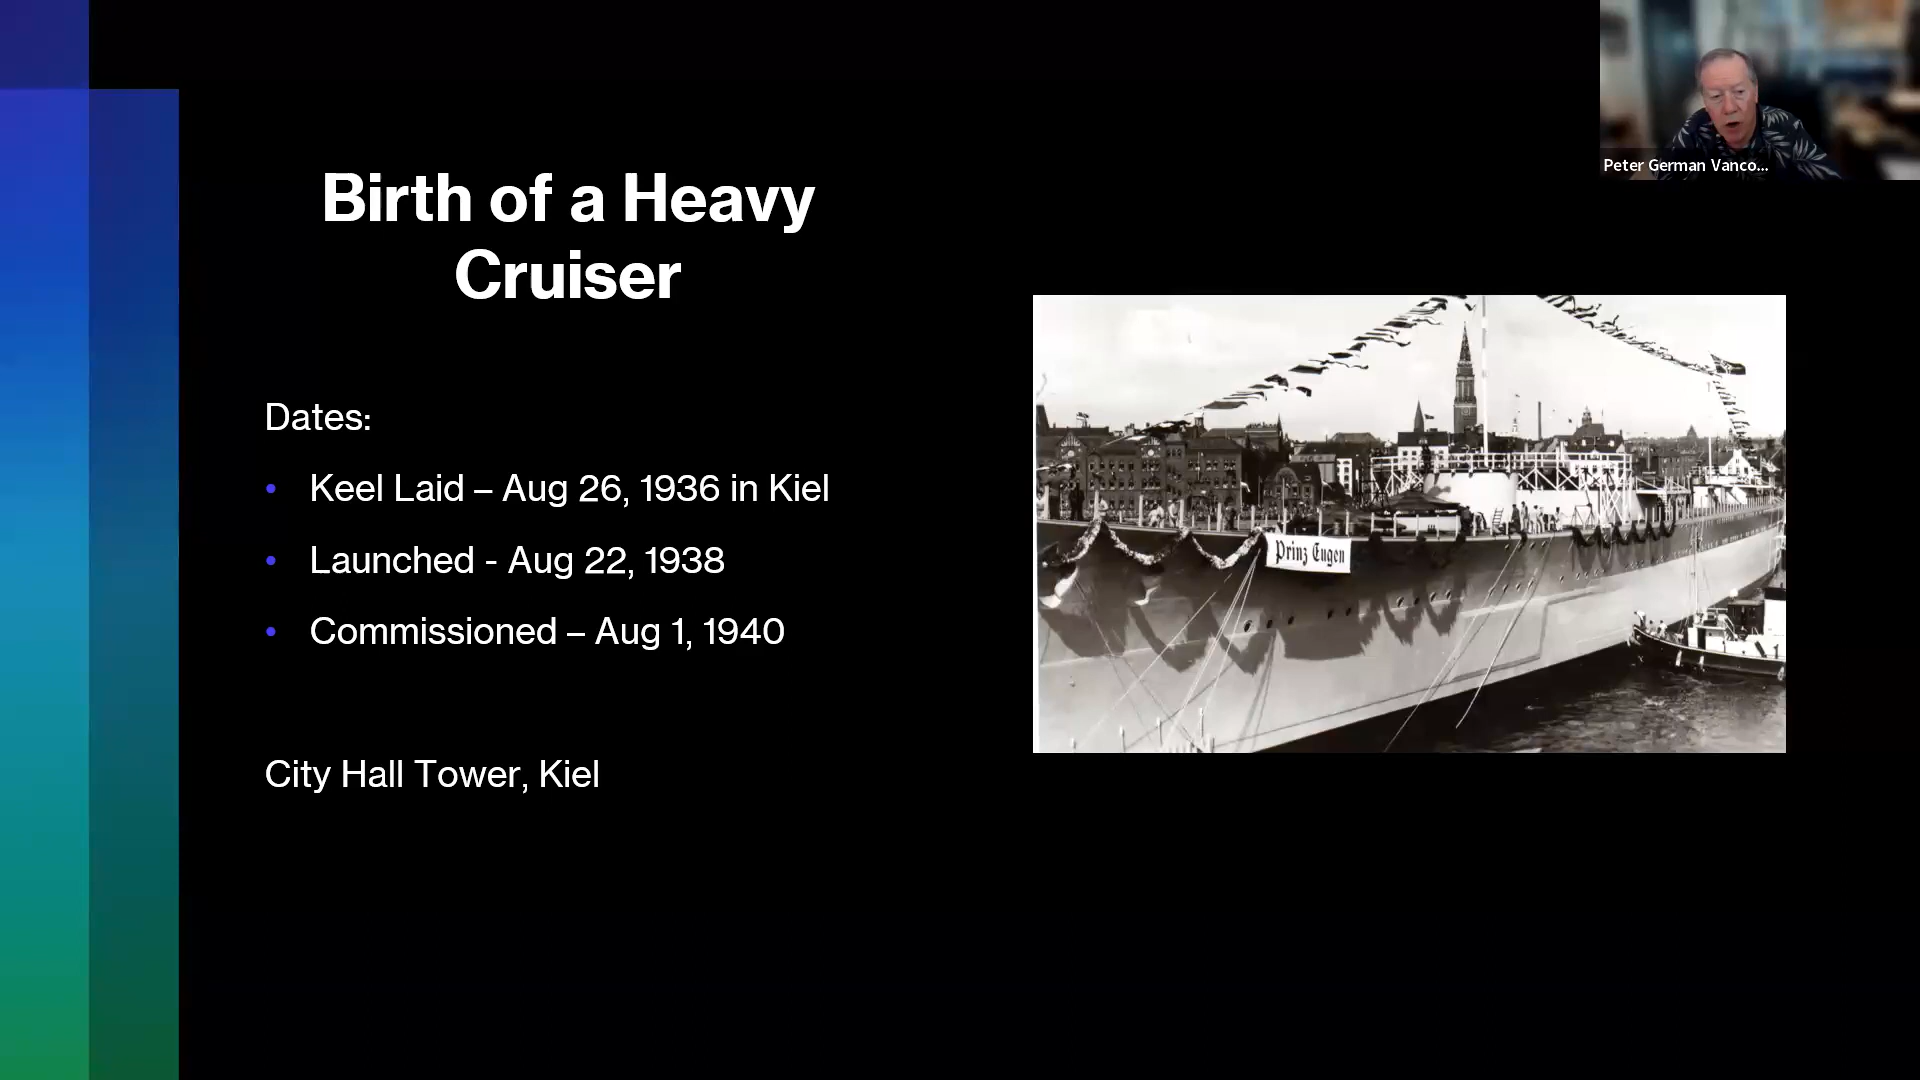 Birth of a Heavy
Cruiser
Dates:
• Keel Laid – Aug 26, 1936 in Kiel
• Launched - Aug 22, 1938
• Commissioned – Aug 1, 1940
City Hall Tower, Kiel
Prinz Eugen
Peter German Vanco...